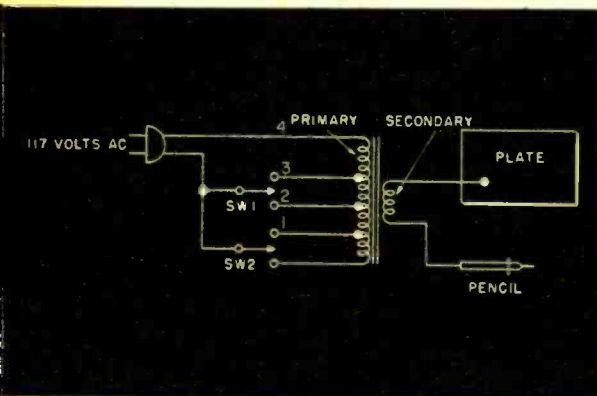 PRIMARY
SECONDARY
4
117 VOLTS AC
PLATE
3
SW1
2
1
SW2
PENCIL